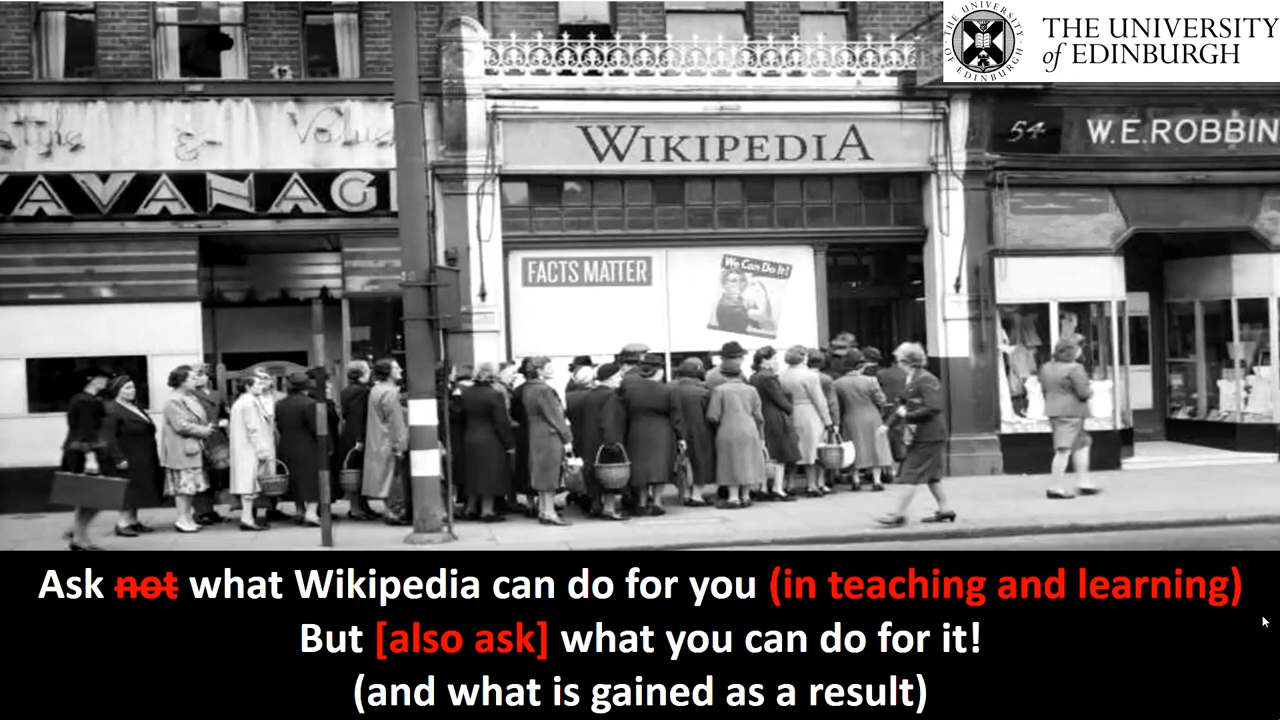 THE UNIVERSITY
of EDINBURGH
& 
AVANAG
WIKIPEDIA
54 W.E.ROBBIN
FACTS MATTER
We Can Do It!
Ask not what Wikipedia can do for you (in teaching and learning)
But [also ask] what you can do for it!
(and what is gained as a result)